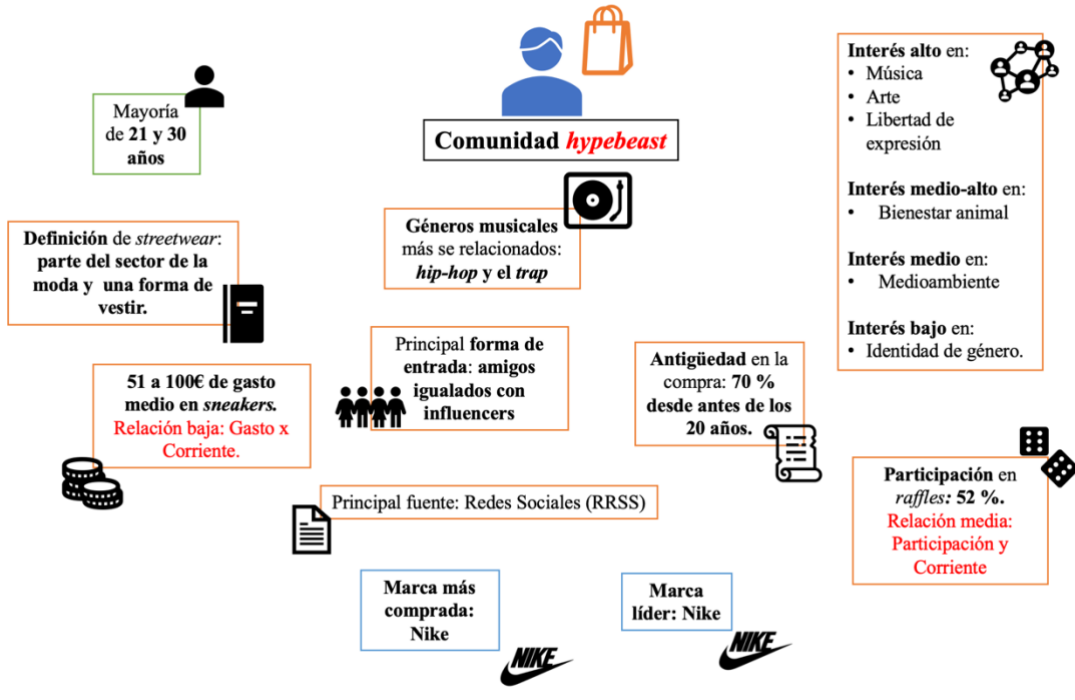 Comunidad hypebeast
Mayoría
de 21 y 30
años
Definición de streetwear:
parte del sector de la
moda y una forma de
vestir.
51 a 100€ de gasto
medio en sneakers.
Relación baja: Gasto x
Corriente.
Géneros musicales
más se relacionados:
hip-hop y el trap
Principal forma de
entrada: amigos
igualados con
influencers
Antigüedad en la
compra: 70 %
desde antes de los
20 años.
Principal fuente: Redes Sociales (RRSS)
Marca más
comprada:
Nike
NIKE
Marca
líder: Nike
NIKE
Interés alto en:
• Música
• Arte
• Libertad de
expresión
Interés medio-alto en:
• Bienestar animal
Interés medio en:
• Medioambiente
Interés bajo en:
• Identidad de género.
Participación en
raffles: 52 %.
Relación media:
Participación y
Corriente